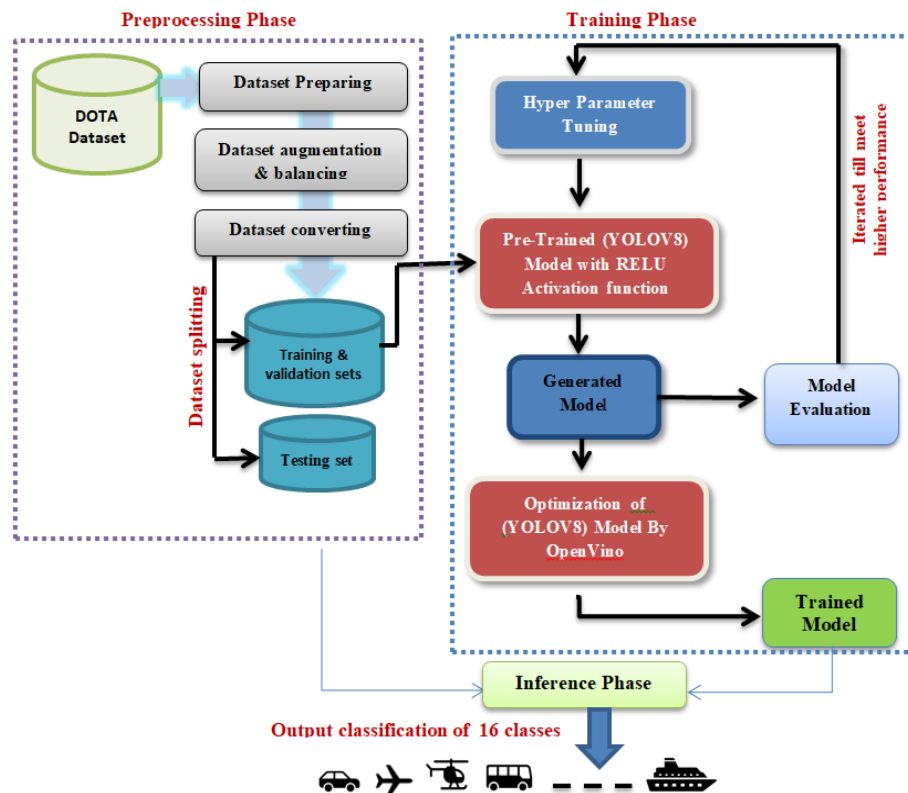 Preprocessing Phase
DOTA
Dataset
Dataset Preparing
Dataset augmentation
& balancing
Dataset converting
Dataset splitting
Training &
validation sets
Testing set
Training Phase
Hyper Parameter
Tuning
Pre-Trained (YOLOV8)
Model with RELU
Activation function
Generated
Model
Model
Evaluation
Iterated till meet
higher performance
Optimization of
(YOLOV8) Model By
OpenVino
Trained
Model
Inference Phase
Output classification of 16 classes